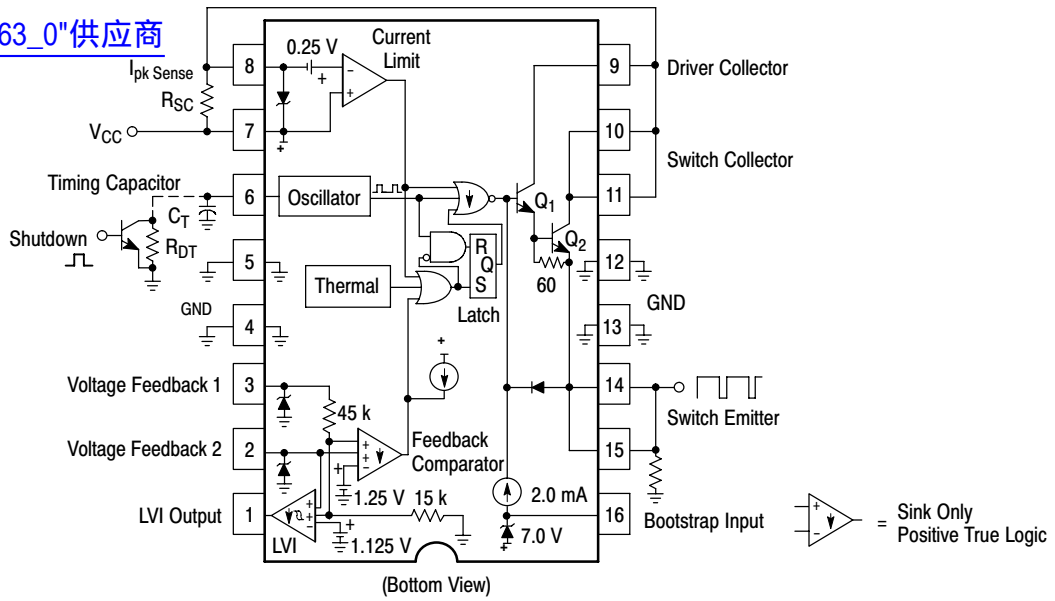 63_0"供应商
Current
Limit
0.25 V
Ipk Sense
RSC
VCC
8
7
+
-
+
+
9
Driver Collector
10
Switch Collector
11
Timing Capacitor
6
Oscillator
CT
Shutdown
RDT
5
Q1
Q2
60
12
R
Q
S
Latch
Thermal
GND
4
13
GND
+
Voltage Feedback 1
3
45 k
14
Switch Emitter
Voltage Feedback 2
2
+
+
-
Feedback
Comparator
15
1.25 V
15 k
+
LVI Output
1
+
+
-
LVI
+
1.125 V
2.0 mA
7.0 V
+
16
Bootstrap Input
(Bottom View)
+
-
=
Sink Only
Positive True Logic